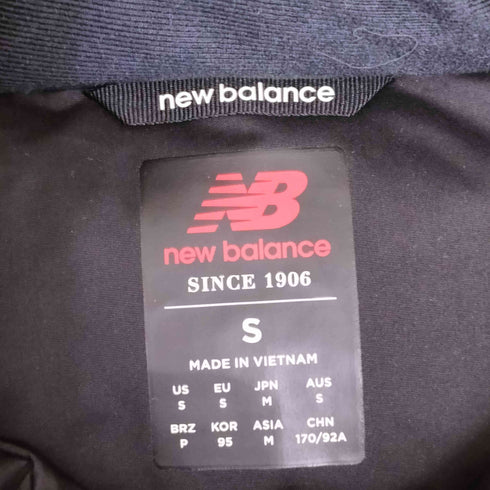 new balance
NB
new balance
SINCE 1906
S
MADE IN VIETNAM
US EU JPN AUS
S S M S
BRZ KOR ASIA CHN
P 95 M 170/92A